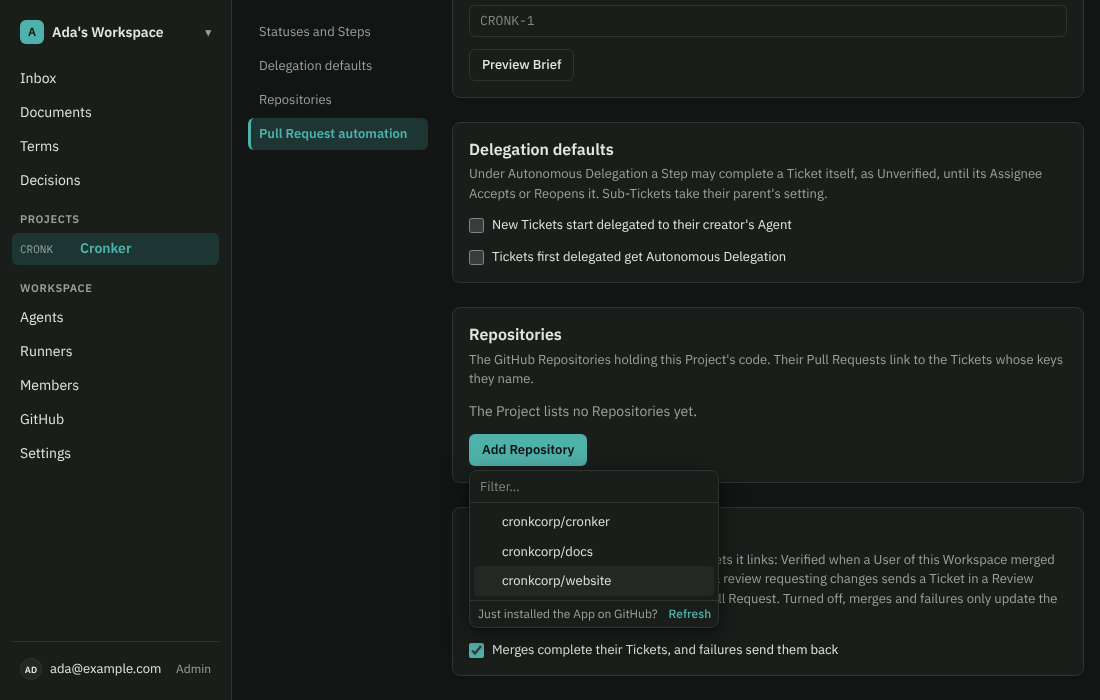 A Ada's Workspace ▾
Inbox
Documents
Terms
Decisions
PROJECTS
CRONK Cronker
WORKSPACE
Agents
Runners
Members
GitHub
Settings
AD ada@example.com Admin
Statuses and Steps
Delegation defaults
Repositories
Pull Request automation
CRONK-1
Preview Brief
Delegation defaults
Under Autonomous Delegation a Step may complete a Ticket itself, as Unverified, until its Assignee
Accepts or Reopens it. Sub-Tickets take their parent's setting.
New Tickets start delegated to their creator's Agent
Tickets first delegated get Autonomous Delegation
Repositories
The GitHub Repositories holding this Project's code. Their Pull Requests link to the Tickets whose keys
they name.
The Project lists no Repositories yet.
Add Repository
Filter...
cronkcorp/cronker
cronkcorp/docs
cronkcorp/website
Just installed the App on GitHub? Refresh
it links: Verified when a User of this Workspace merged
review requesting changes sends a Ticket in a Review
Request. Turned off, merges and failures only update the
Merges complete their Tickets, and failures send them back